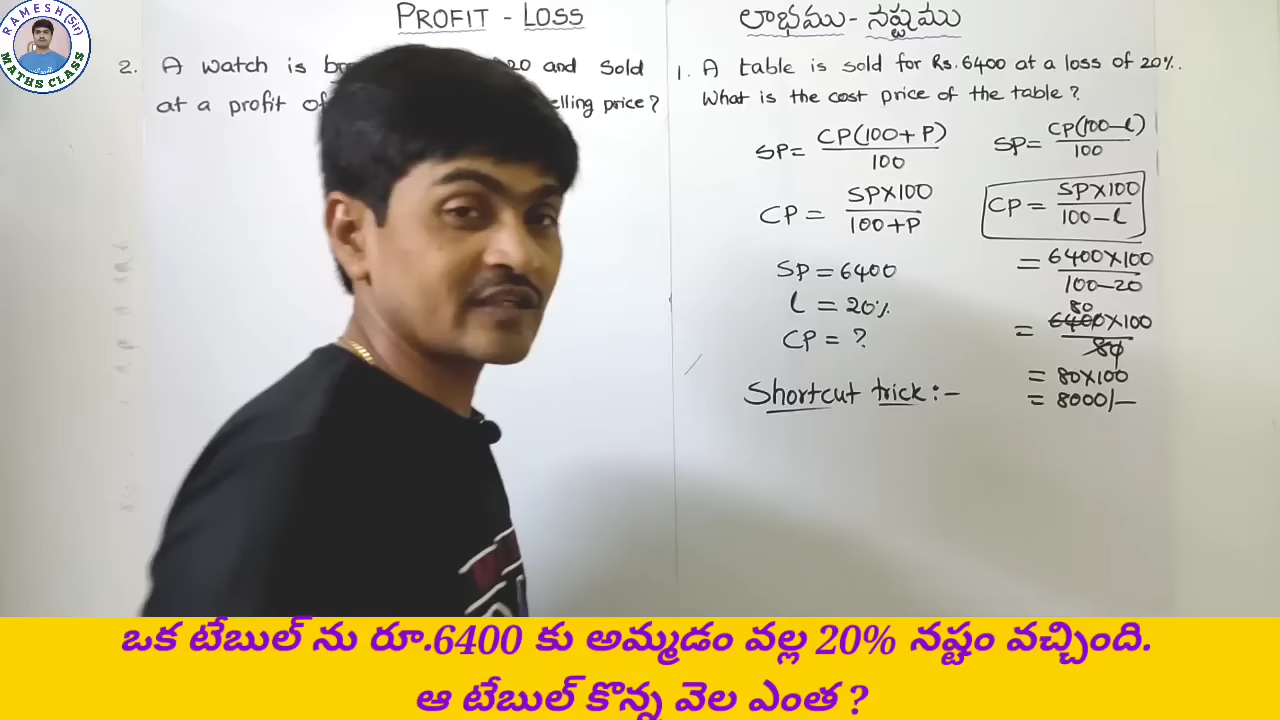 RAMESH (Sir)
MATHS CLASS
PROFIT - LOSS
2. A watch is 20 and sold
at a profit of elling price?
లాభము - నష్టము
1. A table is sold for Rs.6400 at a loss of 20%.
What is the cost price of the table?
SP = CP(100+P)
100
CP = SP×100
100+P
SP = 6400
l = 20%
CP = ?
Shortcut trick :-
SP = CP(100-l)
100
CP = SP×100
100-l
= 6400×100
100-20
80
= 6400×100
80
= 80×100
= 8000/-
ఒక టేబుల్ ను రూ.6400 కు అమ్మడం వల్ల 20% నష్టం వచ్చింది.
ఆ టేబుల్ కొన్న వెల ఎంత ?